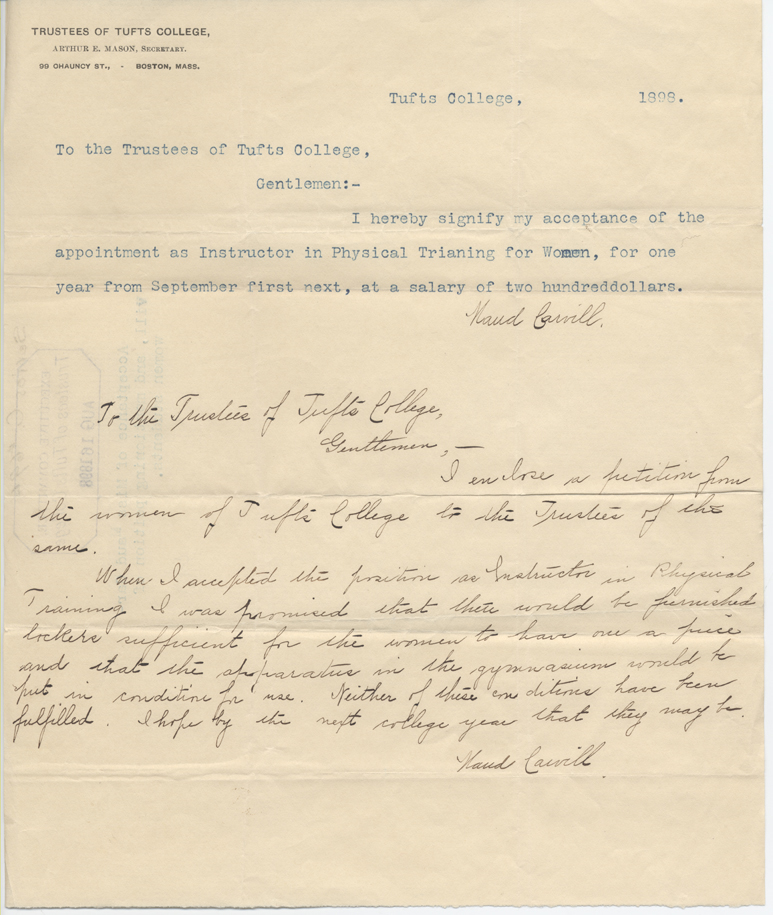 TRUSTEES OF TUFTS COLLEGE,
ARTHUR E. MASON, SECRETARY.
99 CHAUNCY ST., - BOSTON, MASS.
Tufts College, 1898.
To the Trustees of Tufts College,
Gentlemen:-
I hereby signify my acceptance of the
appointment as Instructor in Physical Trianing for Women, for one
year from September first next, at a salary of two hundreddollars.
Maud Carvill.
To the Trustees of Tufts College,
Gentlemen,—
I enclose a petition from
the women of Tufts College to the Trustees of the
same.
When I accepted the position as Instructor in Physical
Training I was promised that there would be furnished
lockers sufficient for the women to have one a piece
and that the apparatus in the gymnasium would be
put in condition for use. Neither of these conditions have been
fulfilled. I hope by the next college year that they may be.
Maud Carvill
AUG 16 1898